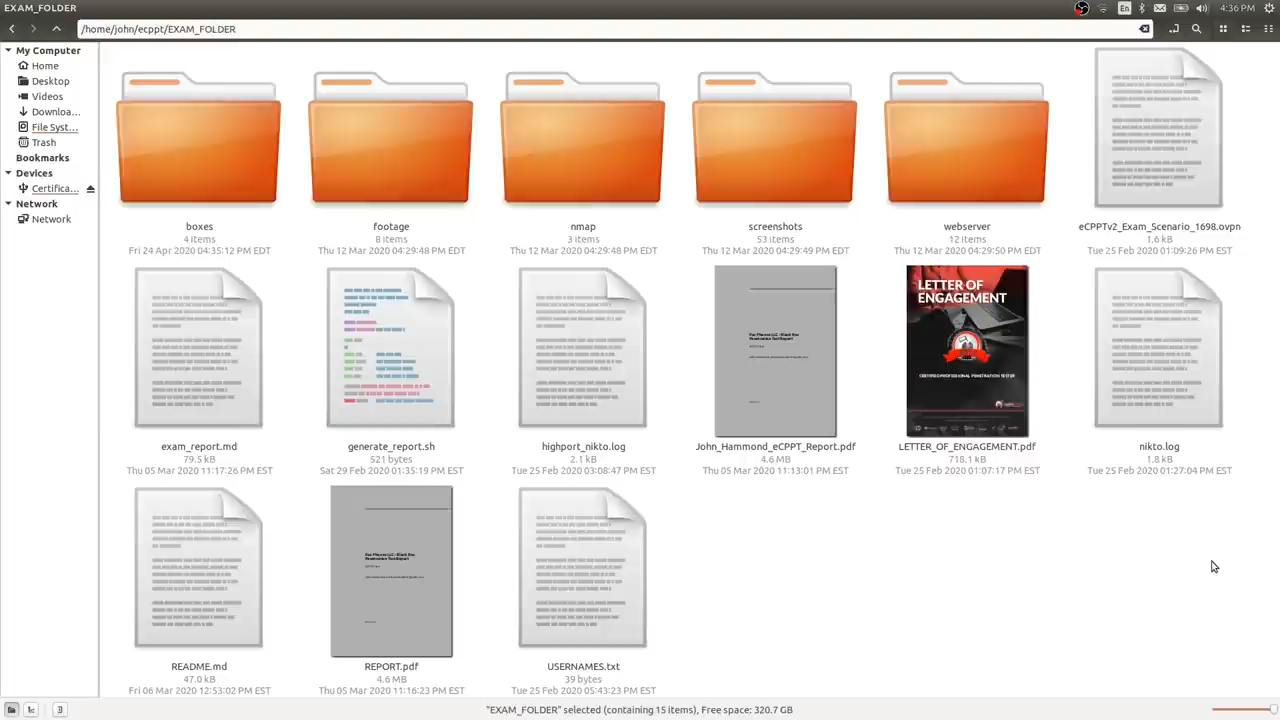 EXAM_FOLDER
En
4:36 PM
/home/john/ecppt/EXAM_FOLDER
My Computer
Home
Desktop
Videos
Downloa...
File Syst...
Trash
Bookmarks
Devices
Certifica...
Network
Network
boxes
4 items
Fri 24 Apr 2020 04:35:12 PM EDT
footage
8 items
Thu 12 Mar 2020 04:29:48 PM EDT
nmap
3 items
Thu 12 Mar 2020 04:29:48 PM EDT
screenshots
53 items
Thu 12 Mar 2020 04:29:49 PM EDT
webserver
12 items
Thu 12 Mar 2020 04:29:50 PM EDT
eCPPTv2_Exam_Scenario_1698.ovpn
1.6 kB
Tue 25 Feb 2020 01:09:26 PM EST
LETTER OF
ENGAGEMENT
CERTIFIED PROFESSIONAL PENETRATION TESTER
exam_report.md
79.5 kB
Thu 05 Mar 2020 11:17:26 PM EST
generate_report.sh
521 bytes
Sat 29 Feb 2020 01:35:19 PM EST
highport_nikto.log
2.1 kB
Tue 25 Feb 2020 03:08:47 PM EST
John_Hammond_eCPPT_Report.pdf
4.6 MB
Thu 05 Mar 2020 11:13:01 PM EST
LETTER_OF_ENGAGEMENT.pdf
718.1 kB
Tue 25 Feb 2020 01:07:17 PM EST
nikto.log
1.8 kB
Tue 25 Feb 2020 01:27:04 PM EST
README.md
47.0 kB
Fri 06 Mar 2020 12:53:02 PM EST
REPORT.pdf
4.6 MB
Thu 05 Mar 2020 11:16:23 PM EST
USERNAMES.txt
39 bytes
Tue 25 Feb 2020 05:43:23 PM EST
"EXAM_FOLDER" selected (containing 15 items), Free space: 320.7 GB